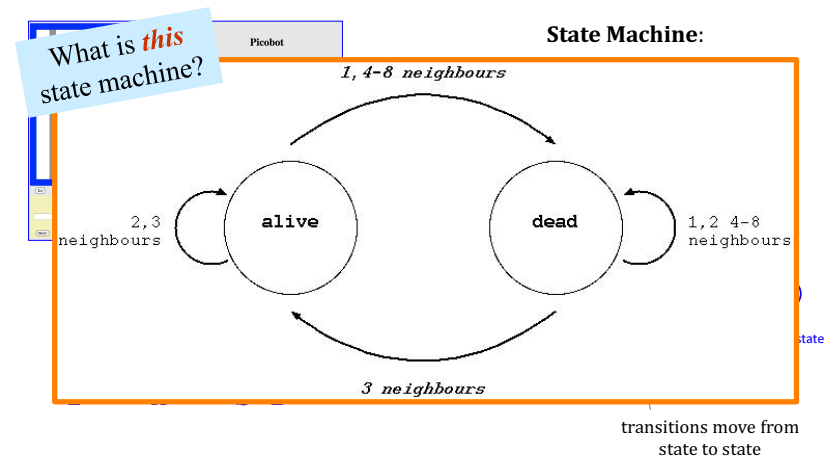 What is this
state machine?
Picobot
State Machine:
1,4-8 neighbours
alive
dead
2,3
neighbours
1,2 4-8
neighbours
3 neighbours
state
transitions move from
state to state